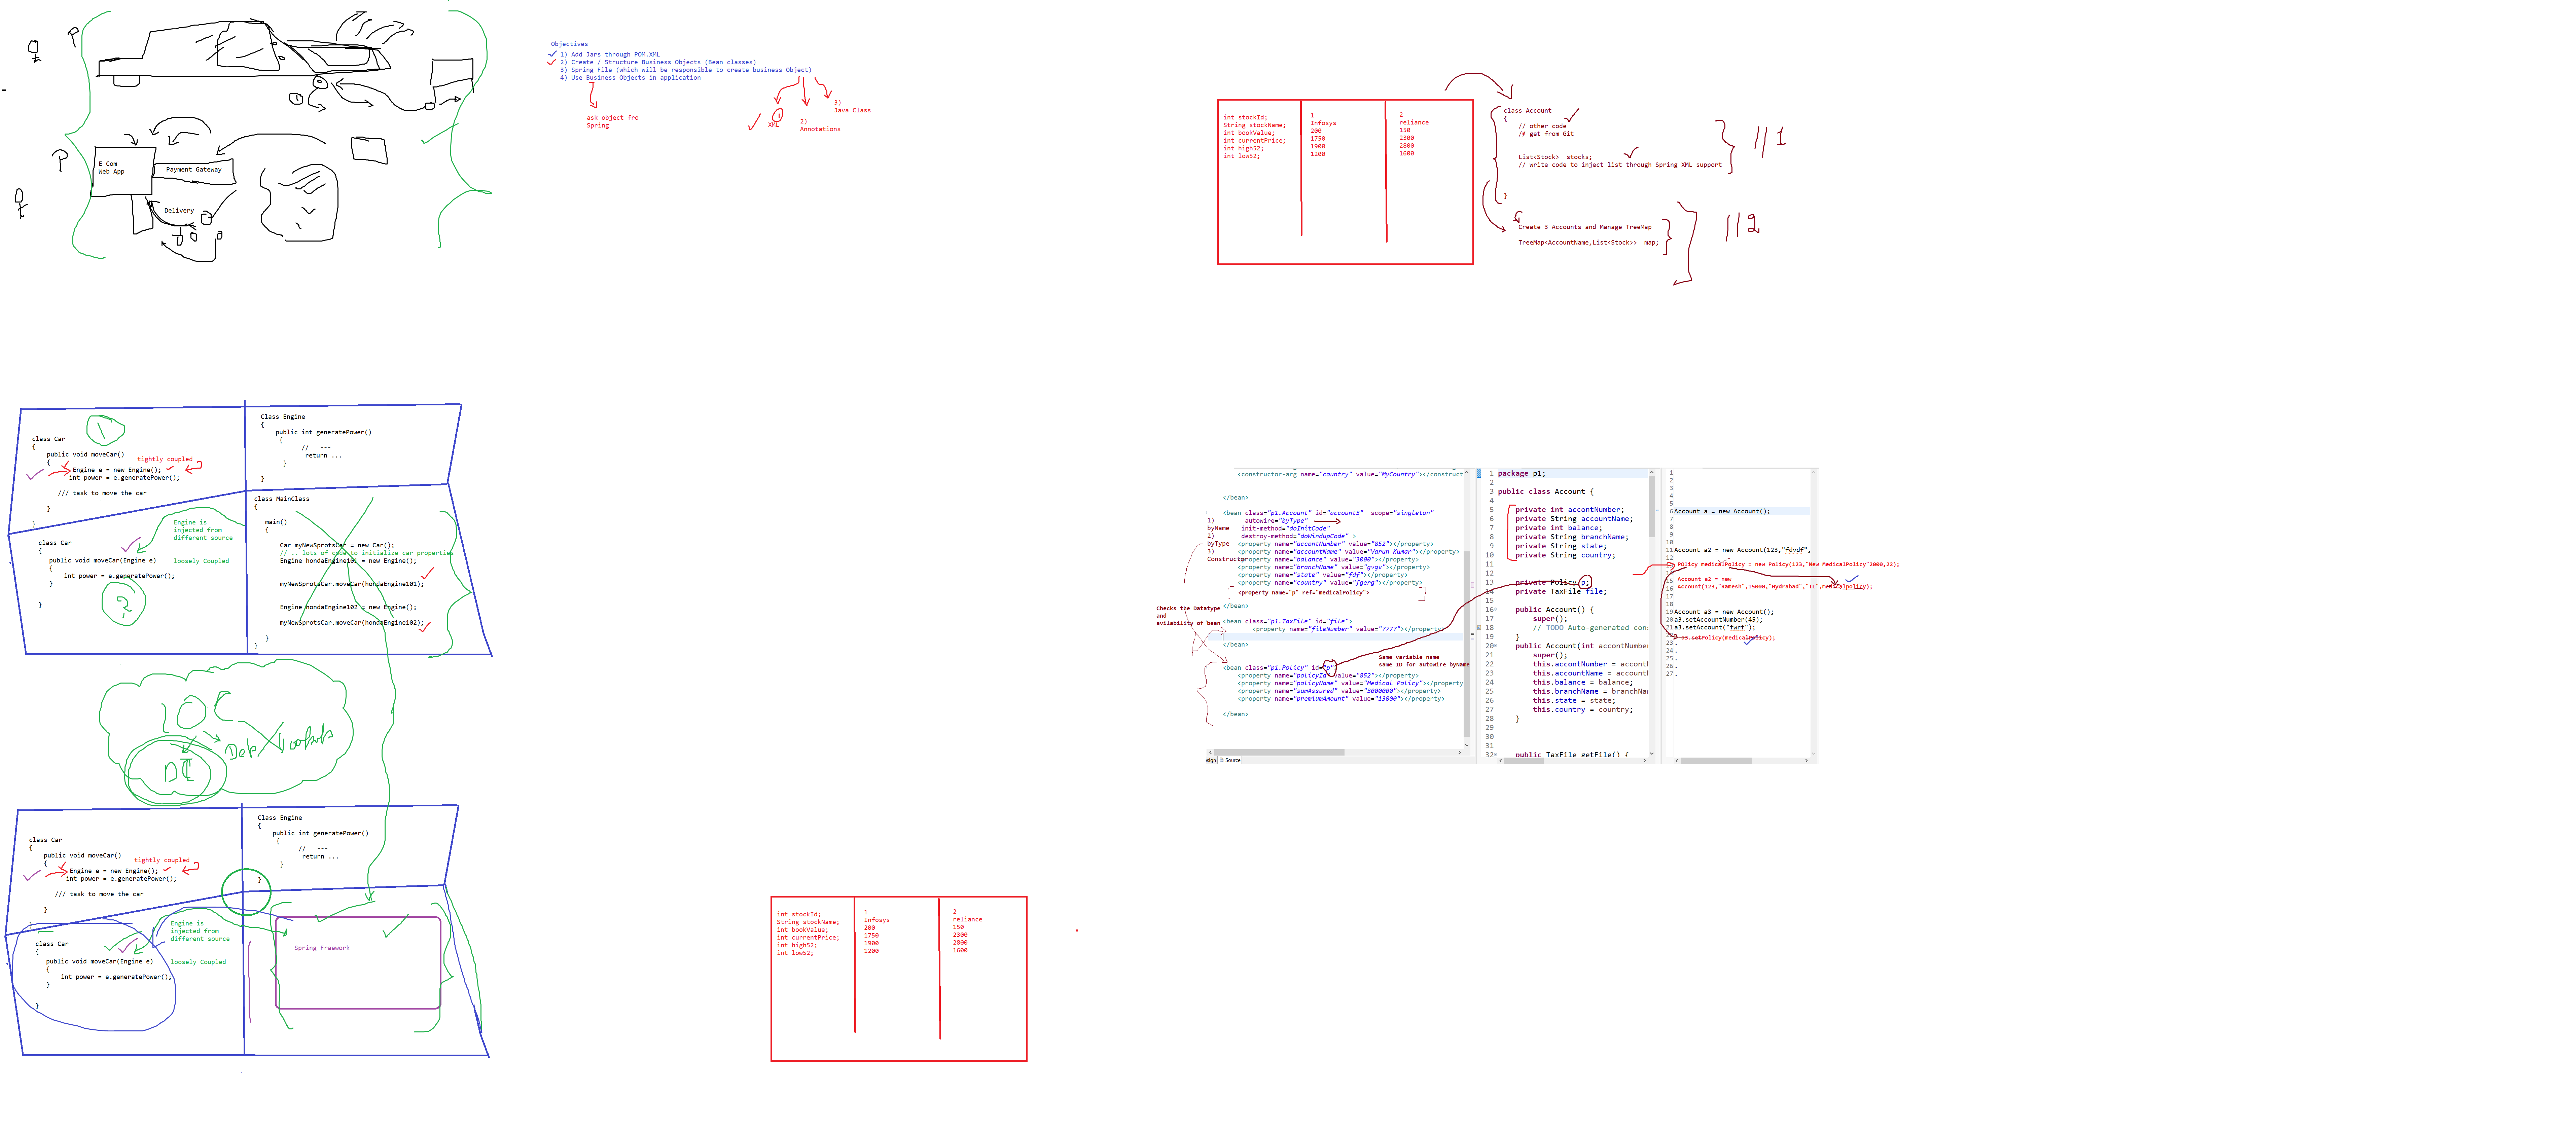 P
E Com
Web App
Payment Gateway
P
Delivery
Objectives
1) Add Jars through POM.XML
2) Create / Structure Business Objects (Bean classes)
3) Spring File (which will be responsible to create business Object)
4) Use Business Objects in application
ask object fro
Spring
1
XML
2)
Annotations
3)
Java Class
int stockId;
String stockName;
int bookValue;
int currentPrice;
int high52;
int low52;
1
Infosys
200
1750
1900
1200
2
reliance
150
2300
2800
1600
class Account
{
// other code
/f get from Git
List<Stock> stocks;
// write code to inject list through Spring XML support
}
Create 3 Accounts and Manage TreeMap
TreeMap<AccountName,List<Stock>> map;
1
2
1
class Car
{
public void moveCar()
{
tightly coupled
Engine e = new Engine();
int power = e.generatePower();
/// task to move the car
}
}
Class Engine
{
public int generatePower()
{
// ---
return ...
}
}
class Car
{
public void moveCar(Engine e)
{
int power = e.generatePower();
}
}
Engine is
injected from
different source
loosely Coupled
2
class MainClass
{
main()
{
Car myNewSprotsCar = new Car();
// .. lots of code to initialize car properties
Engine hondaEngine101 = new Engine();
myNewSprotsCar.moveCar(hondaEngine101);
Engine hondaEngine102 = new Engine();
myNewSprotsCar.moveCar(hondaEngine102);
}
}
IOC
DI
class Car
{
public void moveCar()
{
tightly coupled
Engine e = new Engine();
int power = e.generatePower();
/// task to move the car
}
}
Class Engine
{
public int generatePower()
{
// ---
return ...
}
}
class Car
{
public void moveCar(Engine e)
{
int power = e.generatePower();
}
}
Engine is
injected from
different source
loosely Coupled
Spring Fraework
int stockId;
String stockName;
int bookValue;
int currentPrice;
int high52;
int low52;
1
Infosys
200
1750
1900
1200
2
reliance
150
2300
2800
1600
<constructor-arg name="country" value="MyCountry"></construct
</bean>
<bean class="p1.Account" id="account3" scope="singleton"
autowire="byType"
init-method="doInitCode"
destroy-method="doWindupCode" >
<property name="accontNumber" value="852"></property>
<property name="accountName" value="Varun Kumar"></property>
<property name="balance" value="3000"></property>
<property name="branchName" value="gvgv"></property>
<property name="state" value="fdf"></property>
<property name="country" value="fgerg"></property>
<property name="p" ref="medicalPolicy">
</bean>
<bean class="p1.TaxFile" id="file">
<property name="fileNumber" value="7777"></property>
</bean>
<bean class="p1.Policy" id="p"
<property name="policyId" value="852"></property>
<property name="policyName" value="Medical Policy"></property>
<property name="sumAssured" value="3000000"></property>
<property name="premiumAmount" value="13000"></property>
</bean>
1)
byName
2)
byType
3)
Constructor
Checks the Datatype
and
avilability of bean
Same variable name
same ID for autowire byName
Source
1 package p1;
2
3 public class Account {
4
5 private int accontNumber;
6 private String accountName;
7 private int balance;
8 private String branchName;
9 private String state;
10 private String country;
11
12
13 private Policy p;
14 private TaxFile file;
15
16 public Account() {
17 super();
18 // TODO Auto-generated cons
19 }
20 public Account(int accontNumber
21 super();
22 this.accontNumber = accontN
23 this.accountName = accountN
24 this.balance = balance;
25 this.branchName = branchNam
26 this.state = state;
27 this.country = country;
28 }
29
30
31
32 public TaxFile getFile() {
1
2
3
4
5
6 Account a = new Account();
7
8
9
10
11 Account a2 = new Account(123,"fdvdf",
12
POlicy medicalPolicy = new Policy(123,"New MedicalPolicy"2000,22);
Account a2 = new
15
16 Account(123,"Ramesh",15000,"Hydrabad","TL",medicalpolicy);
17
18
19 Account a3 = new Account();
20 a3.setAccountNumber(45);
21 a3.setAccount("fwrf");
a3.setPolicy(medicalPolicy);
23.
24.
25.
26.
27.